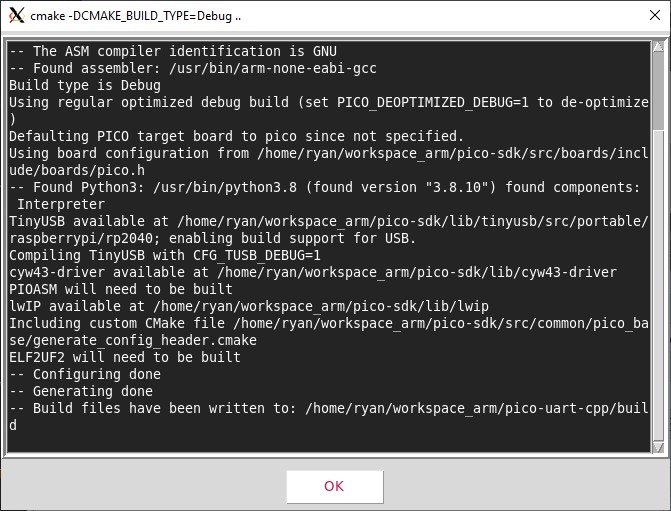 cmake -DCMAKE_BUILD_TYPE=Debug ..
-- The ASM compiler identification is GNU
-- Found assembler: /usr/bin/arm-none-eabi-gcc
Build type is Debug
Using regular optimized debug build (set PICO_DEOPTIMIZED_DEBUG=1 to de-optimize
)
Defaulting PICO target board to pico since not specified.
Using board configuration from /home/ryan/workspace_arm/pico-sdk/src/boards/incl
ude/boards/pico.h
-- Found Python3: /usr/bin/python3.8 (found version "3.8.10") found components:
 Interpreter
TinyUSB available at /home/ryan/workspace_arm/pico-sdk/lib/tinyusb/src/portable/
raspberrypi/rp2040; enabling build support for USB.
Compiling TinyUSB with CFG_TUSB_DEBUG=1
cyw43-driver available at /home/ryan/workspace_arm/pico-sdk/lib/cyw43-driver
PIOASM will need to be built
lwIP available at /home/ryan/workspace_arm/pico-sdk/lib/lwip
Including custom CMake file /home/ryan/workspace_arm/pico-sdk/src/common/pico_ba
se/generate_config_header.cmake
ELF2UF2 will need to be built
-- Configuring done
-- Generating done
-- Build files have been written to: /home/ryan/workspace_arm/pico-uart-cpp/buil
d
OK